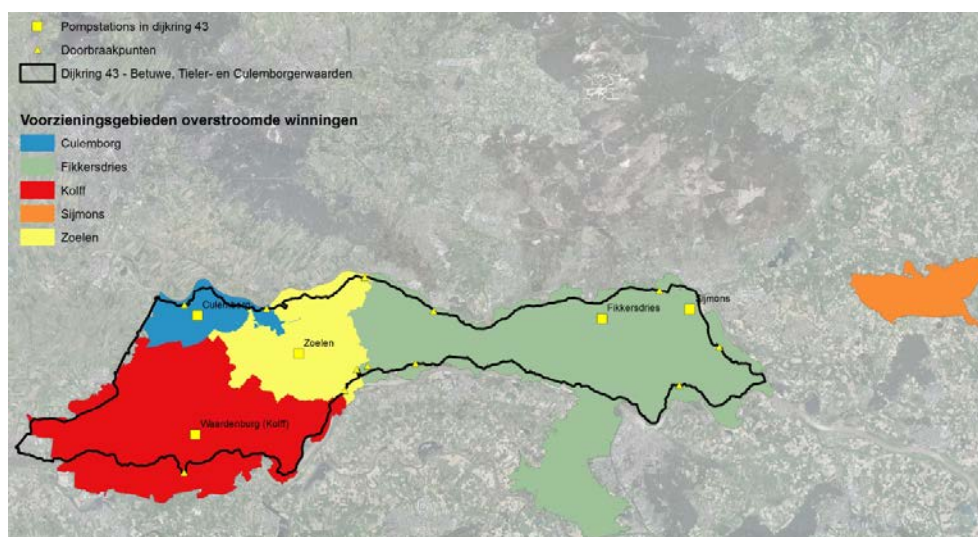 Pompstations in dijkring 43
Doorbraakpunten
Dijkring 43 - Betuwe, Tieler- en Culemborgerwaarden
Voorzieningsgebieden overstroomde winningen
Culemborg
Fikkersdries
Kolff
Sijmons
Zoelen
Culemborg
Sijmons
Fikkersdries
Zoelen
Waardenburg (Kolff)